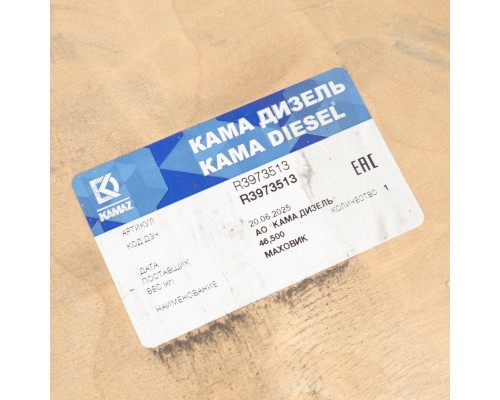 КАМА ДИЗЕЛЬ
KAMA DIESEL
KAMAZ
АРТИКУЛ R3973513
КОД ДЗЧ R3973513
ЕАС
ДАТА 20.06.2025
ПОСТАВЩИК АО КАМА ДИЗЕЛЬ КОЛИЧЕСТВО 1
ВЕС (кг) 46,500
НАИМЕНОВАНИЕ МАХОВИК